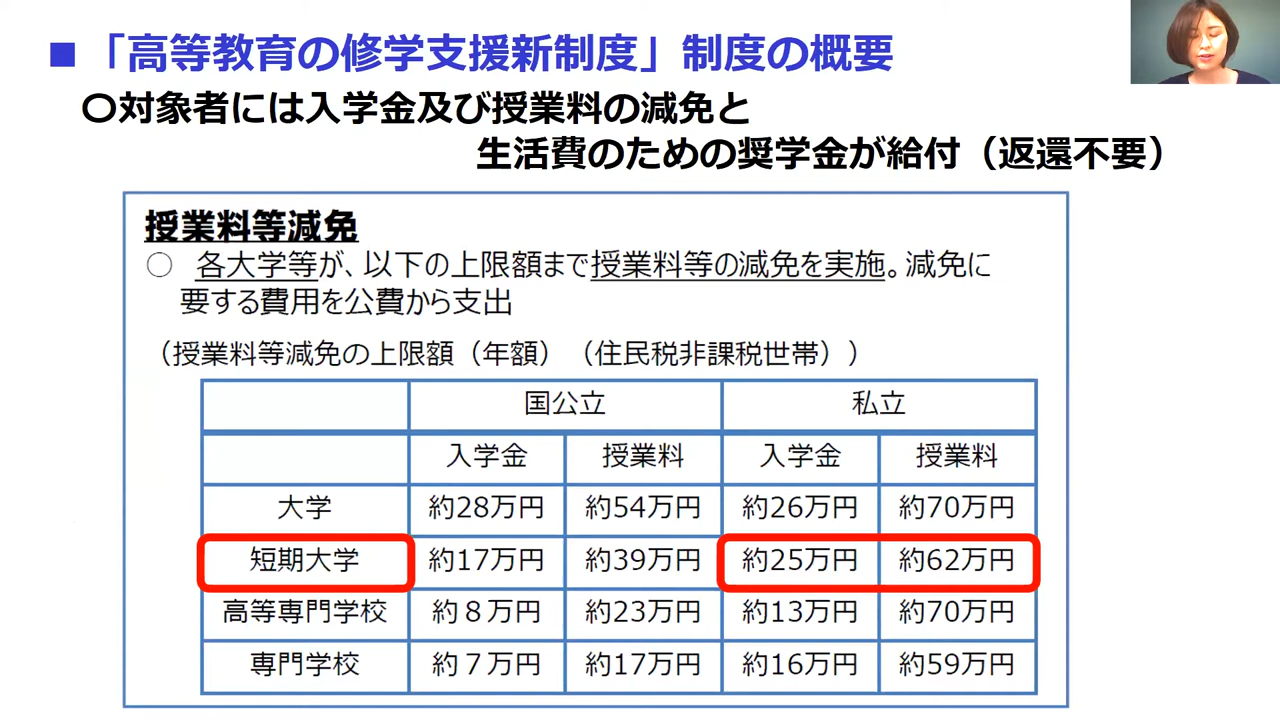 ■「高等教育の修学支援新制度」制度の概要
〇対象者には入学金及び授業料の減免と
生活費のための奨学金が給付（返還不要）
授業料等減免
○ 各大学等が、以下の上限額まで授業料等の減免を実施。減免に
要する費用を公費から支出
（授業料等減免の上限額（年額）（住民税非課税世帯））
国公立 私立
入学金 授業料 入学金 授業料
大学 約28万円 約54万円 約26万円 約70万円
短期大学 約17万円 約39万円 約25万円 約62万円
高等専門学校 約８万円 約23万円 約13万円 約70万円
専門学校 約７万円 約17万円 約16万円 約59万円